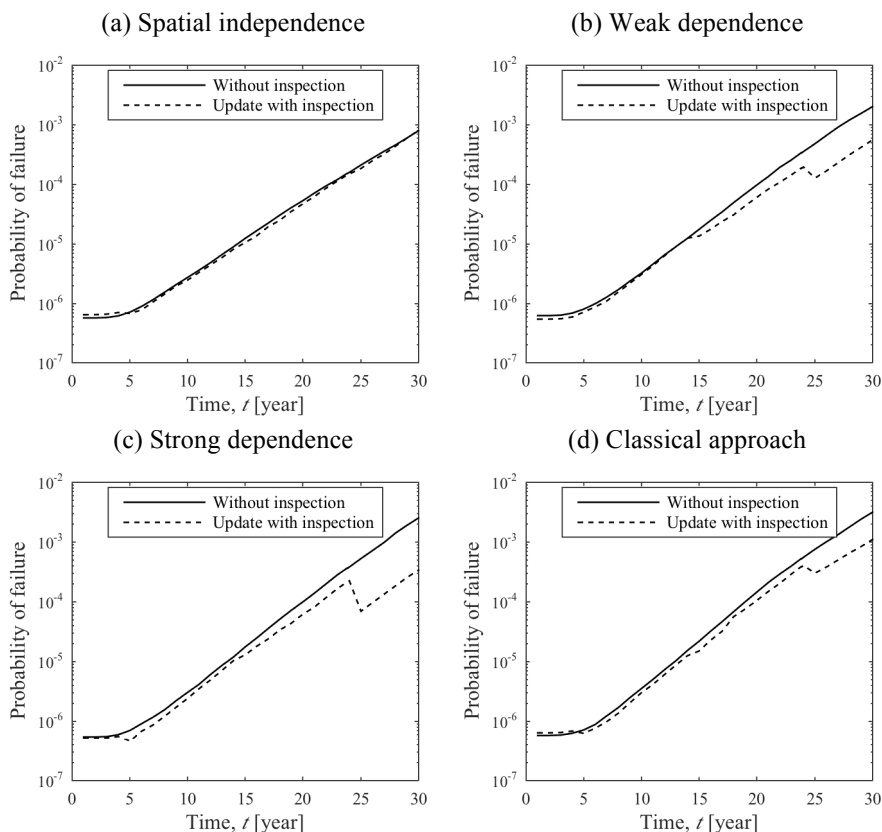 (a) Spatial independence
Probability of failure
10-2
10-3
10-4
10-5
10-6
10-7
Without inspection
Update with inspection
0 5 10 15 20 25 30
Time, t [year]
(b) Weak dependence
Probability of failure
10-2
10-3
10-4
10-5
10-6
10-7
Without inspection
Update with inspection
0 5 10 15 20 25 30
Time, t [year]
(c) Strong dependence
Probability of failure
10-2
10-3
10-4
10-5
10-6
10-7
Without inspection
Update with inspection
0 5 10 15 20 25 30
Time, t [year]
(d) Classical approach
Probability of failure
10-2
10-3
10-4
10-5
10-6
10-7
Without inspection
Update with inspection
0 5 10 15 20 25 30
Time, t [year]